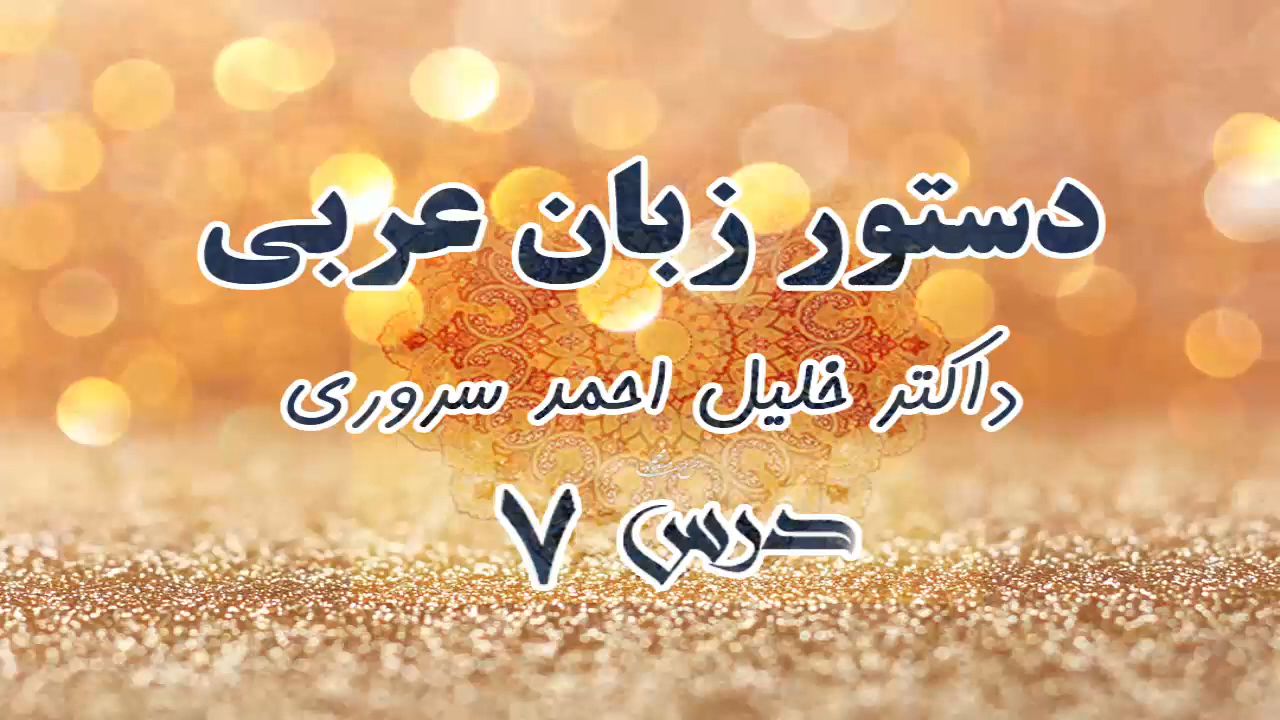 دستور زبان عربی
داکتر خلیل احمد سروری
درس ۷